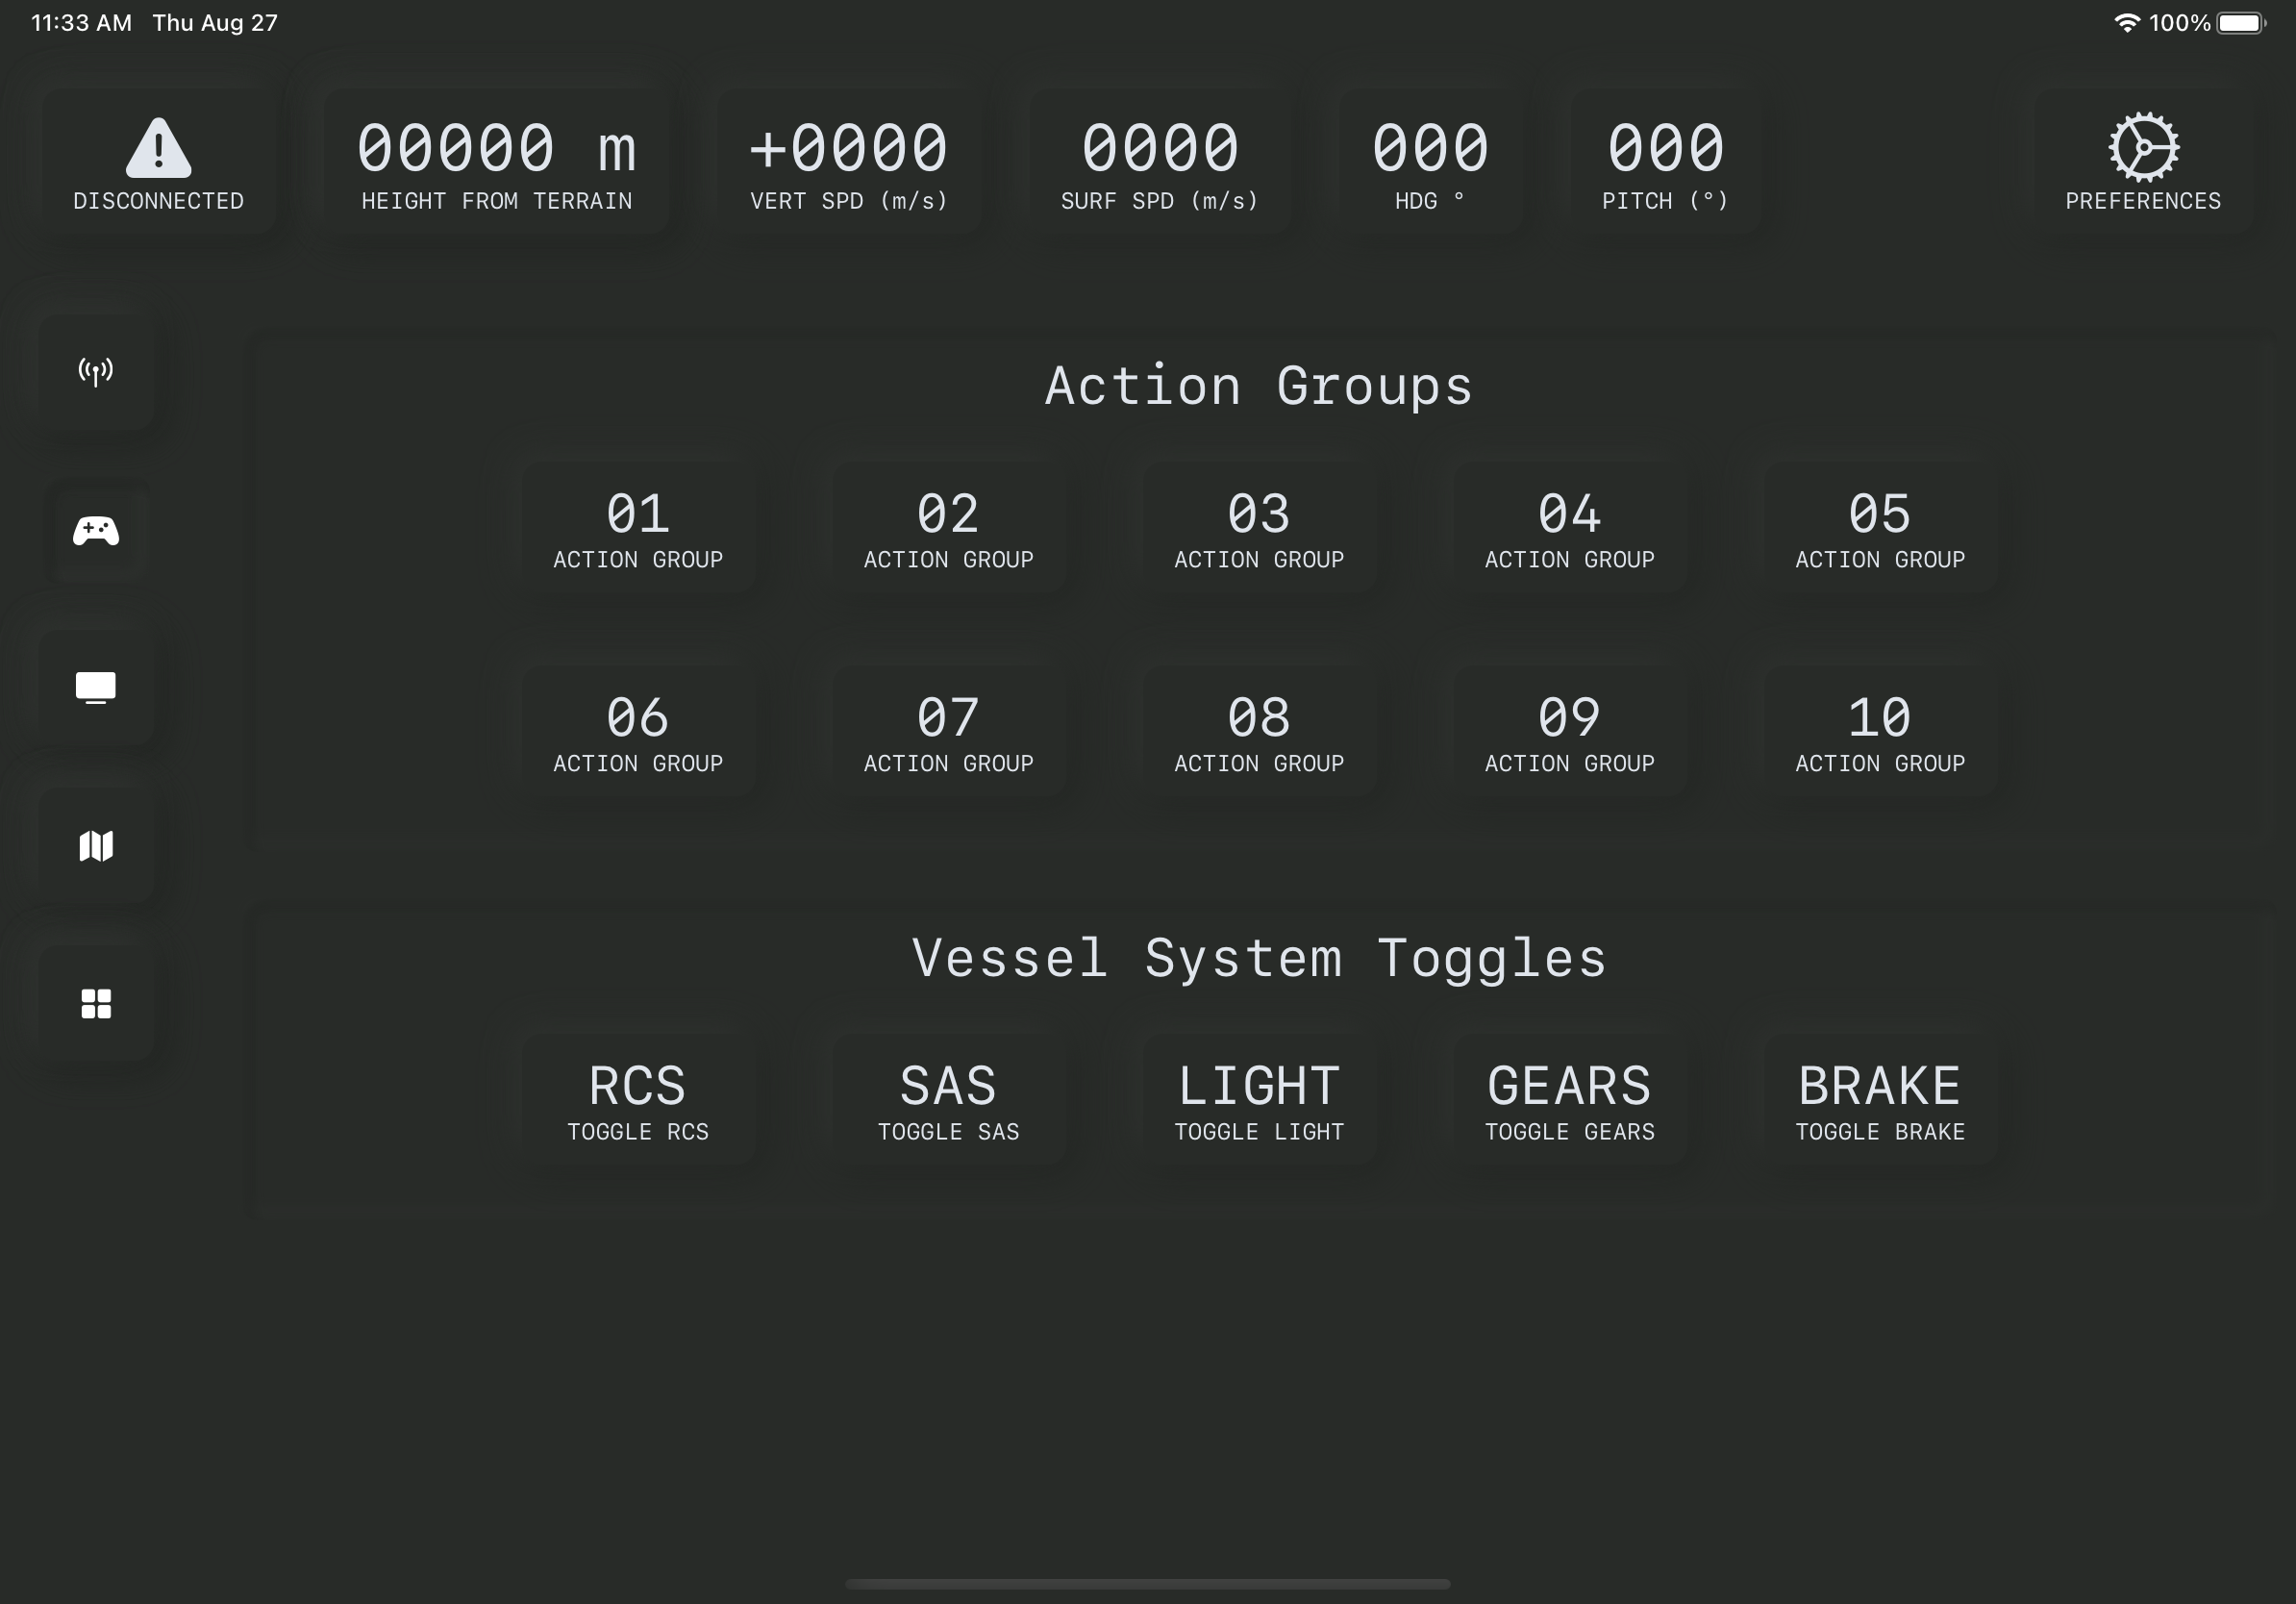 11:33 AM Thu Aug 27 100%
00000 m +0000 0000 000 000
DISCONNECTED HEIGHT FROM TERRAIN VERT SPD (m/s) SURF SPD (m/s) HDG ° PITCH (°) PREFERENCES
Action Groups
01 02 03 04 05
ACTION GROUP ACTION GROUP ACTION GROUP ACTION GROUP ACTION GROUP
06 07 08 09 10
ACTION GROUP ACTION GROUP ACTION GROUP ACTION GROUP ACTION GROUP
Vessel System Toggles
RCS SAS LIGHT GEARS BRAKE
TOGGLE RCS TOGGLE SAS TOGGLE LIGHT TOGGLE GEARS TOGGLE BRAKE